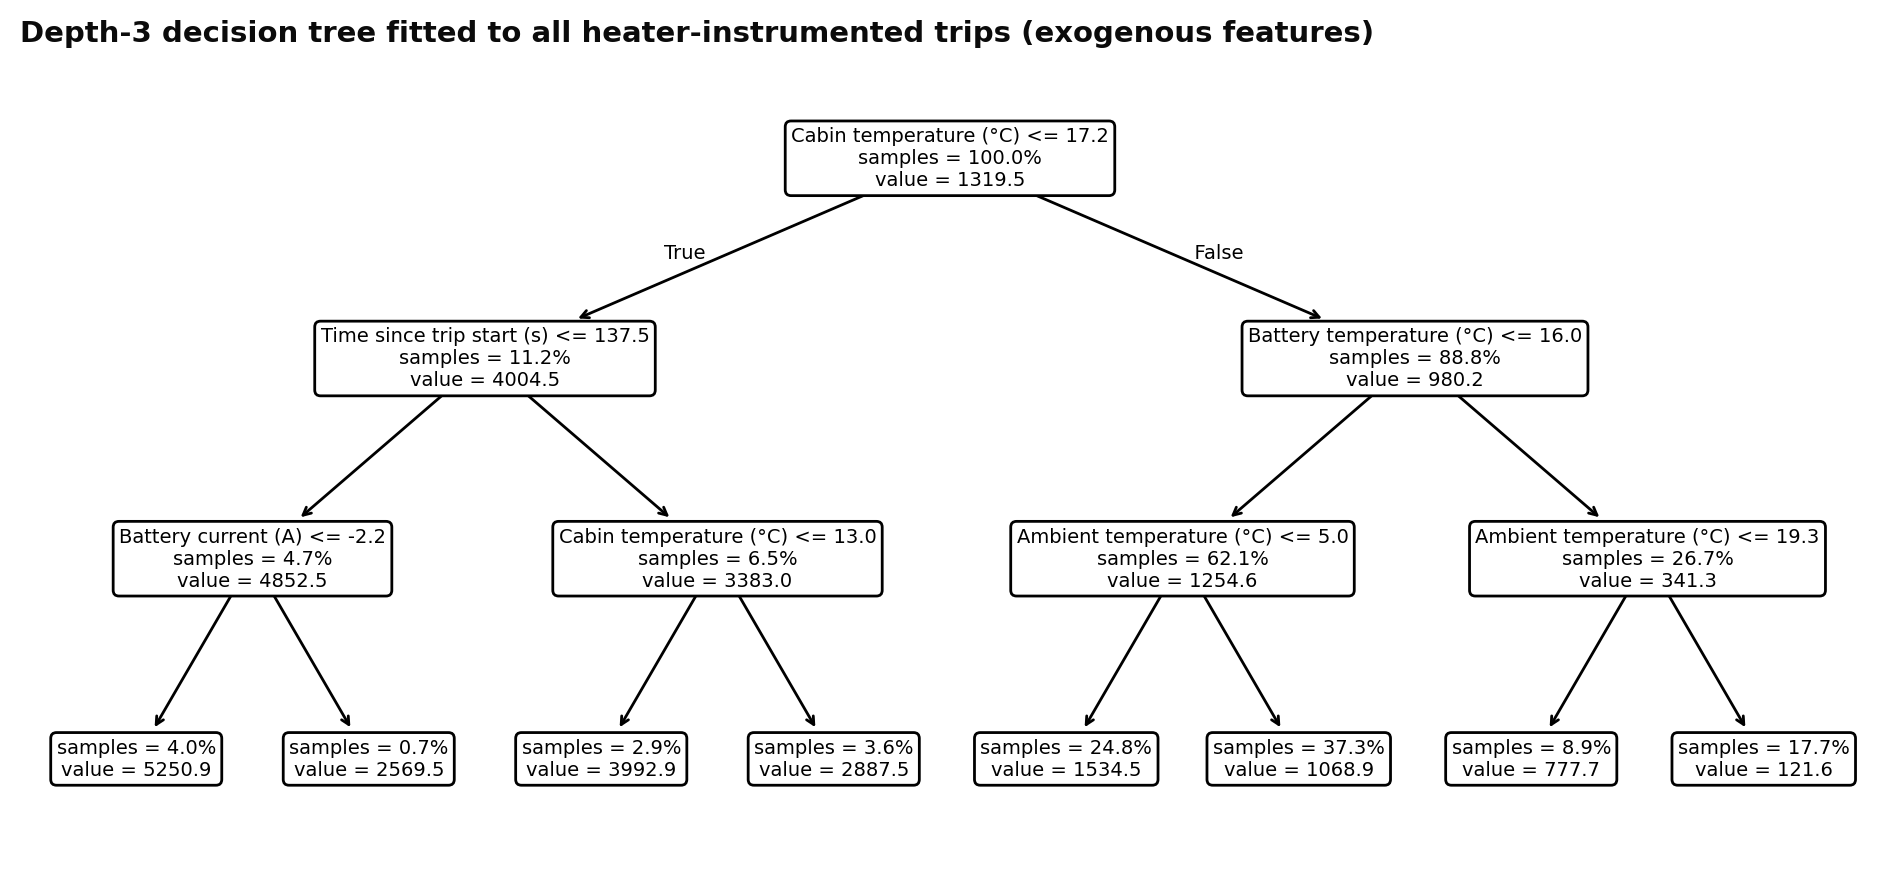 Depth-3 decision tree fitted to all heater-instrumented trips (exogenous features)
Cabin temperature (°C) <= 17.2
samples = 100.0%
value = 1319.5
True
False
Time since trip start (s) <= 137.5
samples = 11.2%
value = 4004.5
Battery temperature (°C) <= 16.0
samples = 88.8%
value = 980.2
Battery current (A) <= -2.2
samples = 4.7%
value = 4852.5
Cabin temperature (°C) <= 13.0
samples = 6.5%
value = 3383.0
Ambient temperature (°C) <= 5.0
samples = 62.1%
value = 1254.6
Ambient temperature (°C) <= 19.3
samples = 26.7%
value = 341.3
samples = 4.0%
value = 5250.9
samples = 0.7%
value = 2569.5
samples = 2.9%
value = 3992.9
samples = 3.6%
value = 2887.5
samples = 24.8%
value = 1534.5
samples = 37.3%
value = 1068.9
samples = 8.9%
value = 777.7
samples = 17.7%
value = 121.6